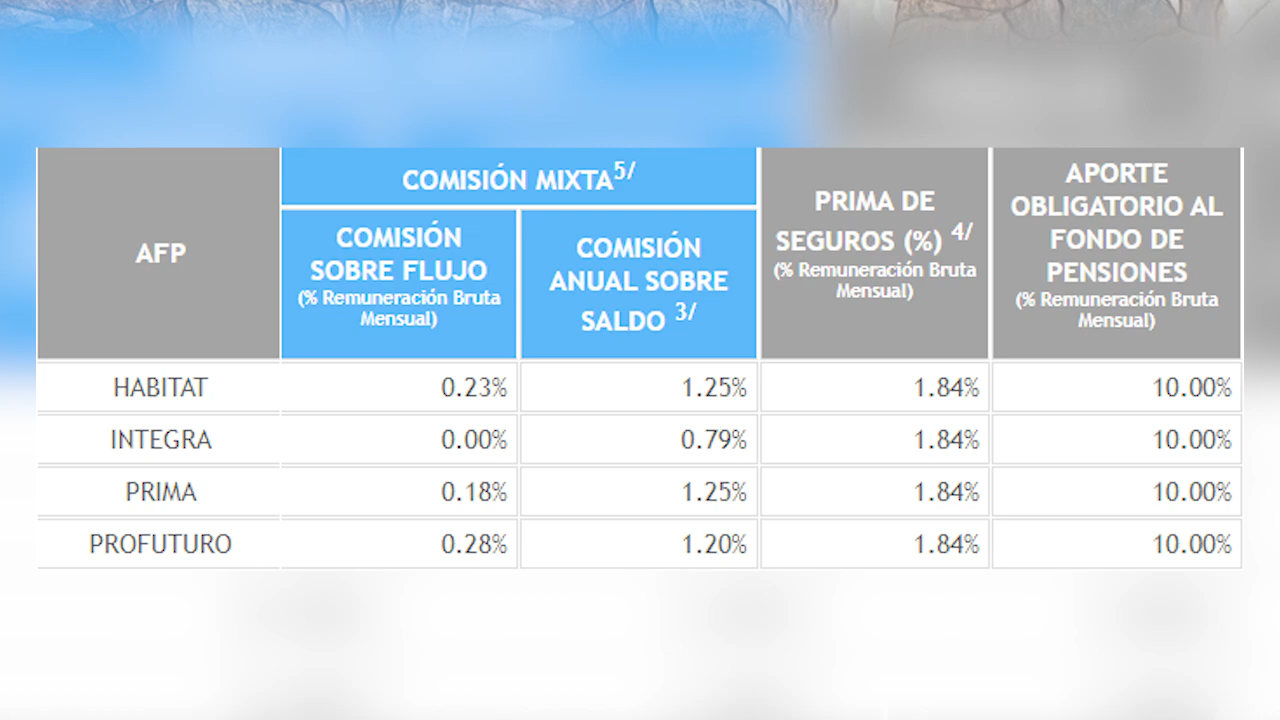 AFP
COMISIÓN MIXTA5/
COMISIÓN
SOBRE FLUJO
(% Remuneración Bruta
Mensual)
COMISIÓN
ANUAL SOBRE
SALDO 3/
PRIMA DE
SEGUROS (%) 4/
(% Remuneración Bruta
Mensual)
APORTE
OBLIGATORIO AL
FONDO DE
PENSIONES
(% Remuneración Bruta
Mensual)
HABITAT 0.23% 1.25% 1.84% 10.00%
INTEGRA 0.00% 0.79% 1.84% 10.00%
PRIMA 0.18% 1.25% 1.84% 10.00%
PROFUTURO 0.28% 1.20% 1.84% 10.00%